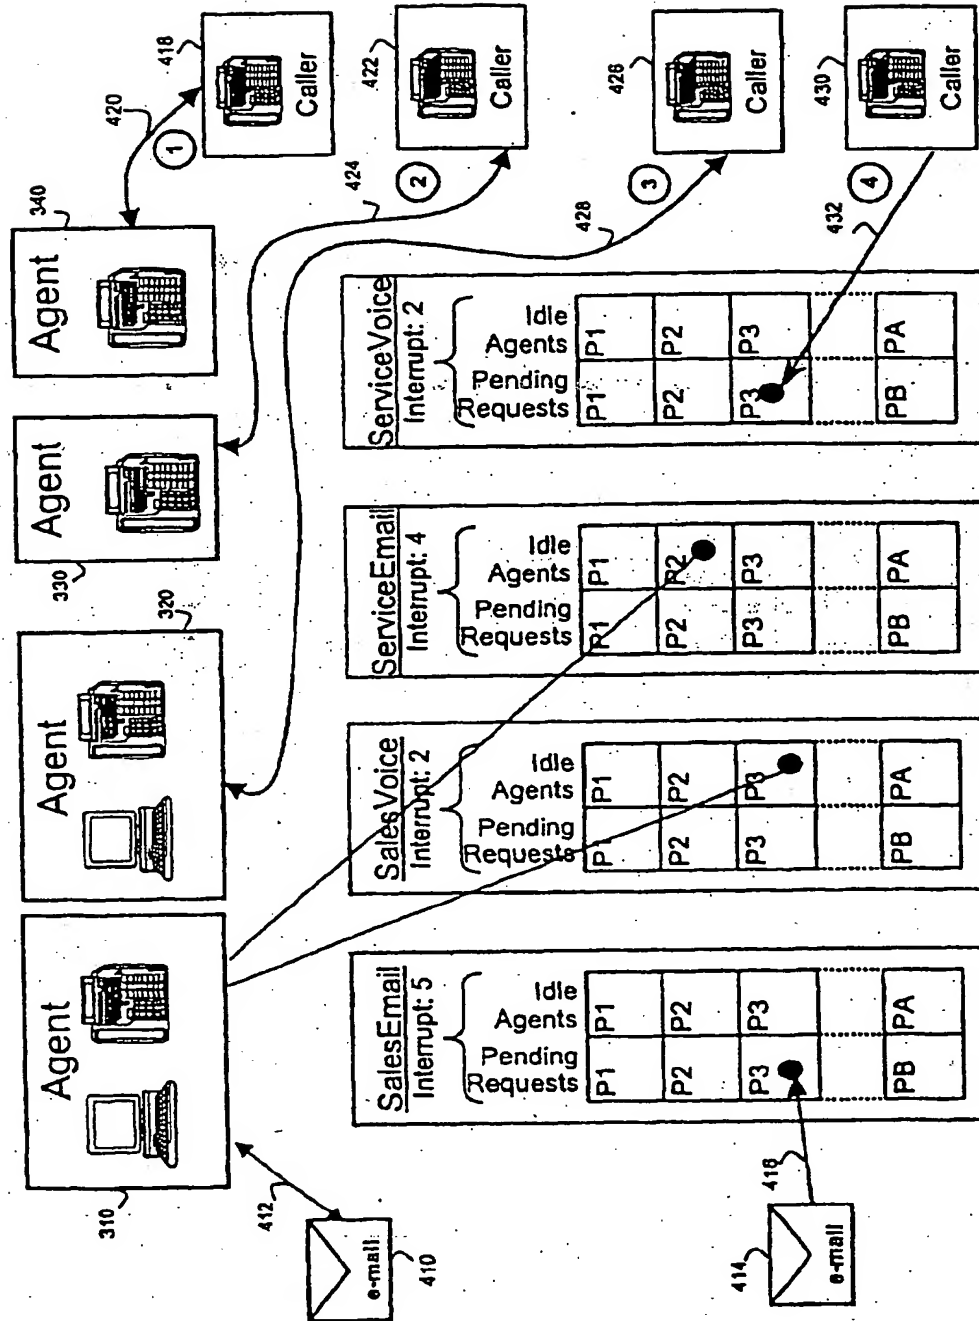 310
Agent
320
Agent
330
Agent
340
Agent
412
e-mail
410
414
e-mail
416
SalesEmail
Interrupt: 5
Pending
Requests
Idle
Agents
P1
P1
P2
P2
P3
P3
PB
PA
SalesVoice
Interrupt: 2
Pending
Requests
Idle
Agents
P1
P1
P2
P2
P3
P3
PB
PA
ServiceEmail
Interrupt: 4
Pending
Requests
Idle
Agents
P1
P1
P2
P2
P3
P3
PB
PA
ServiceVoice
Interrupt: 2
Pending
Requests
Idle
Agents
P1
P1
P2
P2
P3
P3
PB
PA
420
1
418
Caller
424
2
422
Caller
428
3
426
Caller
432
4
430
Caller